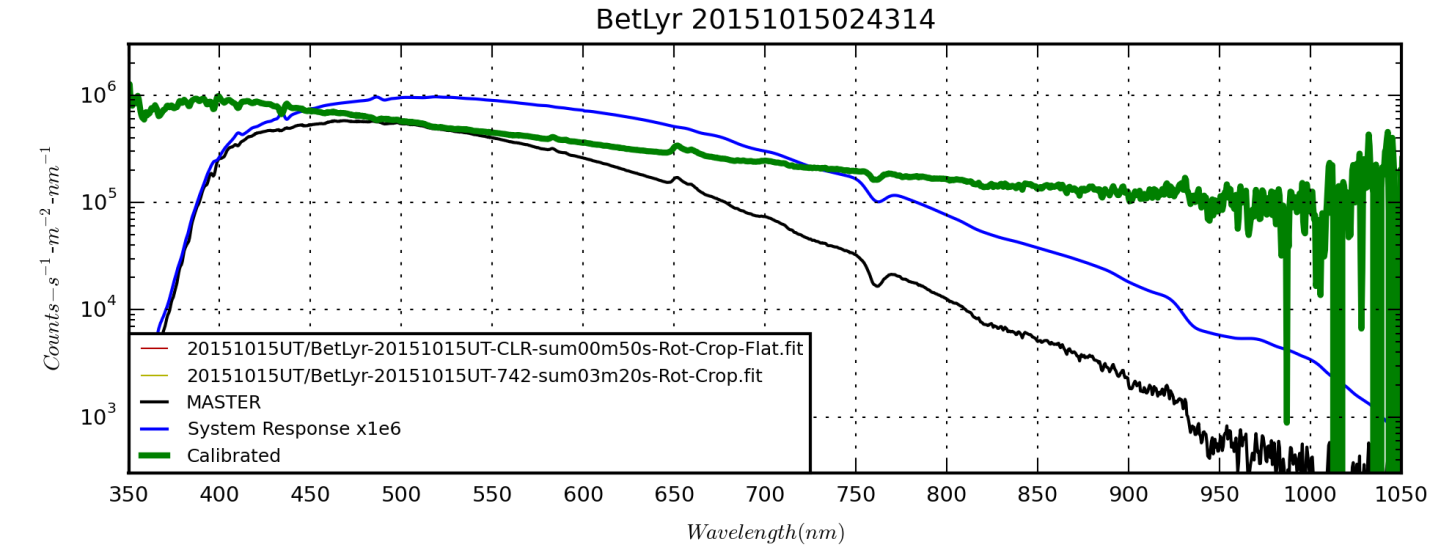 BetLyr 20151015024314
10^6
10^5
10^4
10^3
Counts−s^−1-m^−2-nm^−1
20151015UT/BetLyr-20151015UT-CLR-sum00m50s-Rot-Crop-Flat.fit
20151015UT/BetLyr-20151015UT-742-sum03m20s-Rot-Crop.fit
MASTER
System Response x1e6
Calibrated
350 400 450 500 550 600 650 700 750 800 850 900 950 1000 1050
Wavelength(nm)